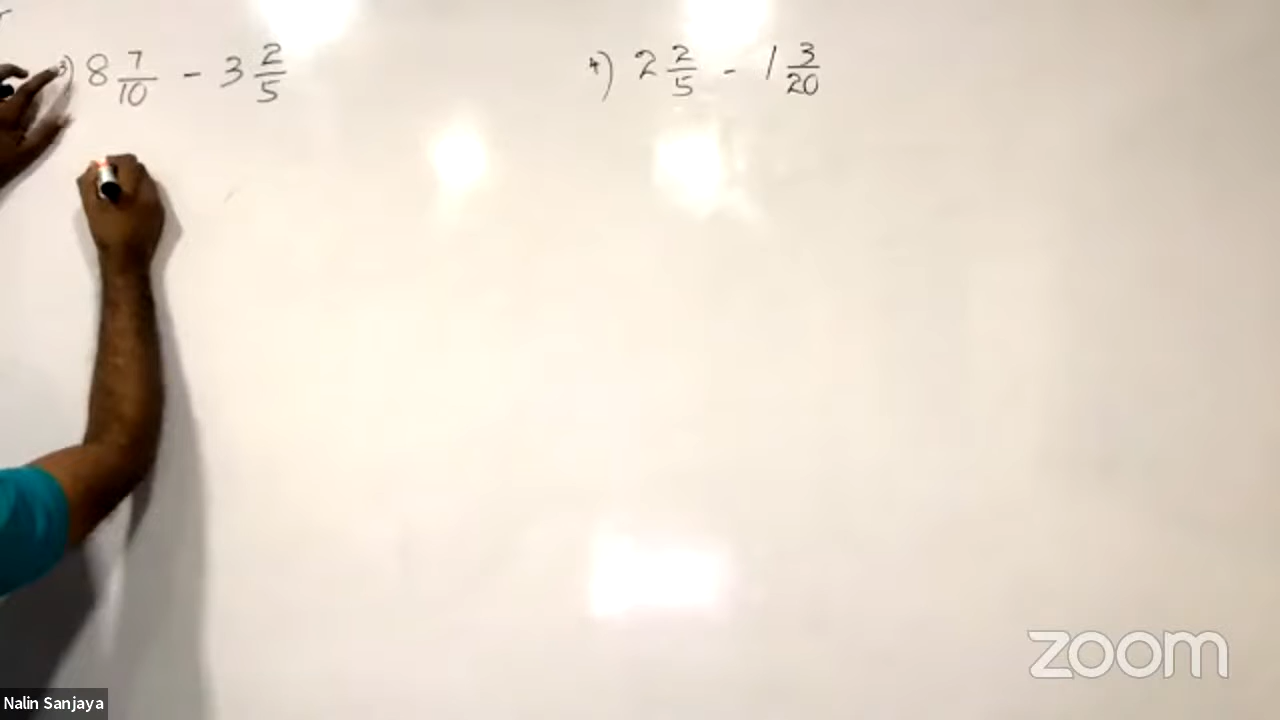 3) 8 7/10 - 3 2/5
4) 2 2/5 - 1 3/20
zoom
Nalin Sanjaya